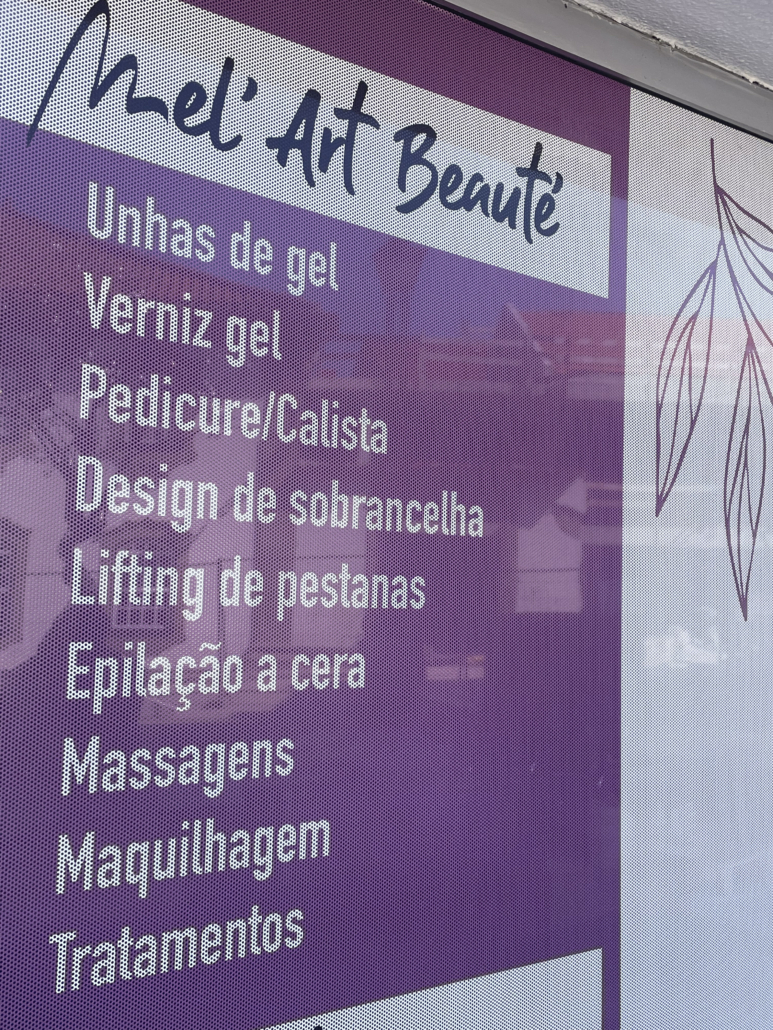 Mel' Art Beauté
Unhas de gel
Verniz gel
Pedicure/Calista
Design de sobrancelha
Lifting de pestanas
Epilação a cera
Massagens
Maquilhagem
Tratamentos